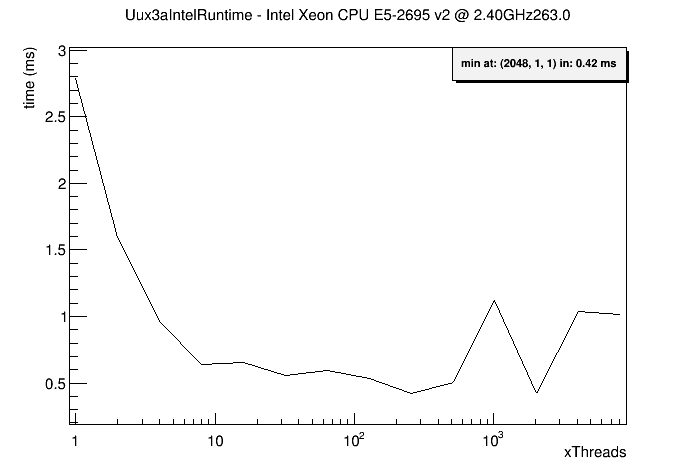 Uux3aIntelRuntime - Intel Xeon CPU E5-2695 v2 @ 2.40GHz263.0
time (ms)
min at: (2048, 1, 1) in: 0.42 ms
3
2.5
2
1.5
1
0.5
1 10 10² 10³
xThreads